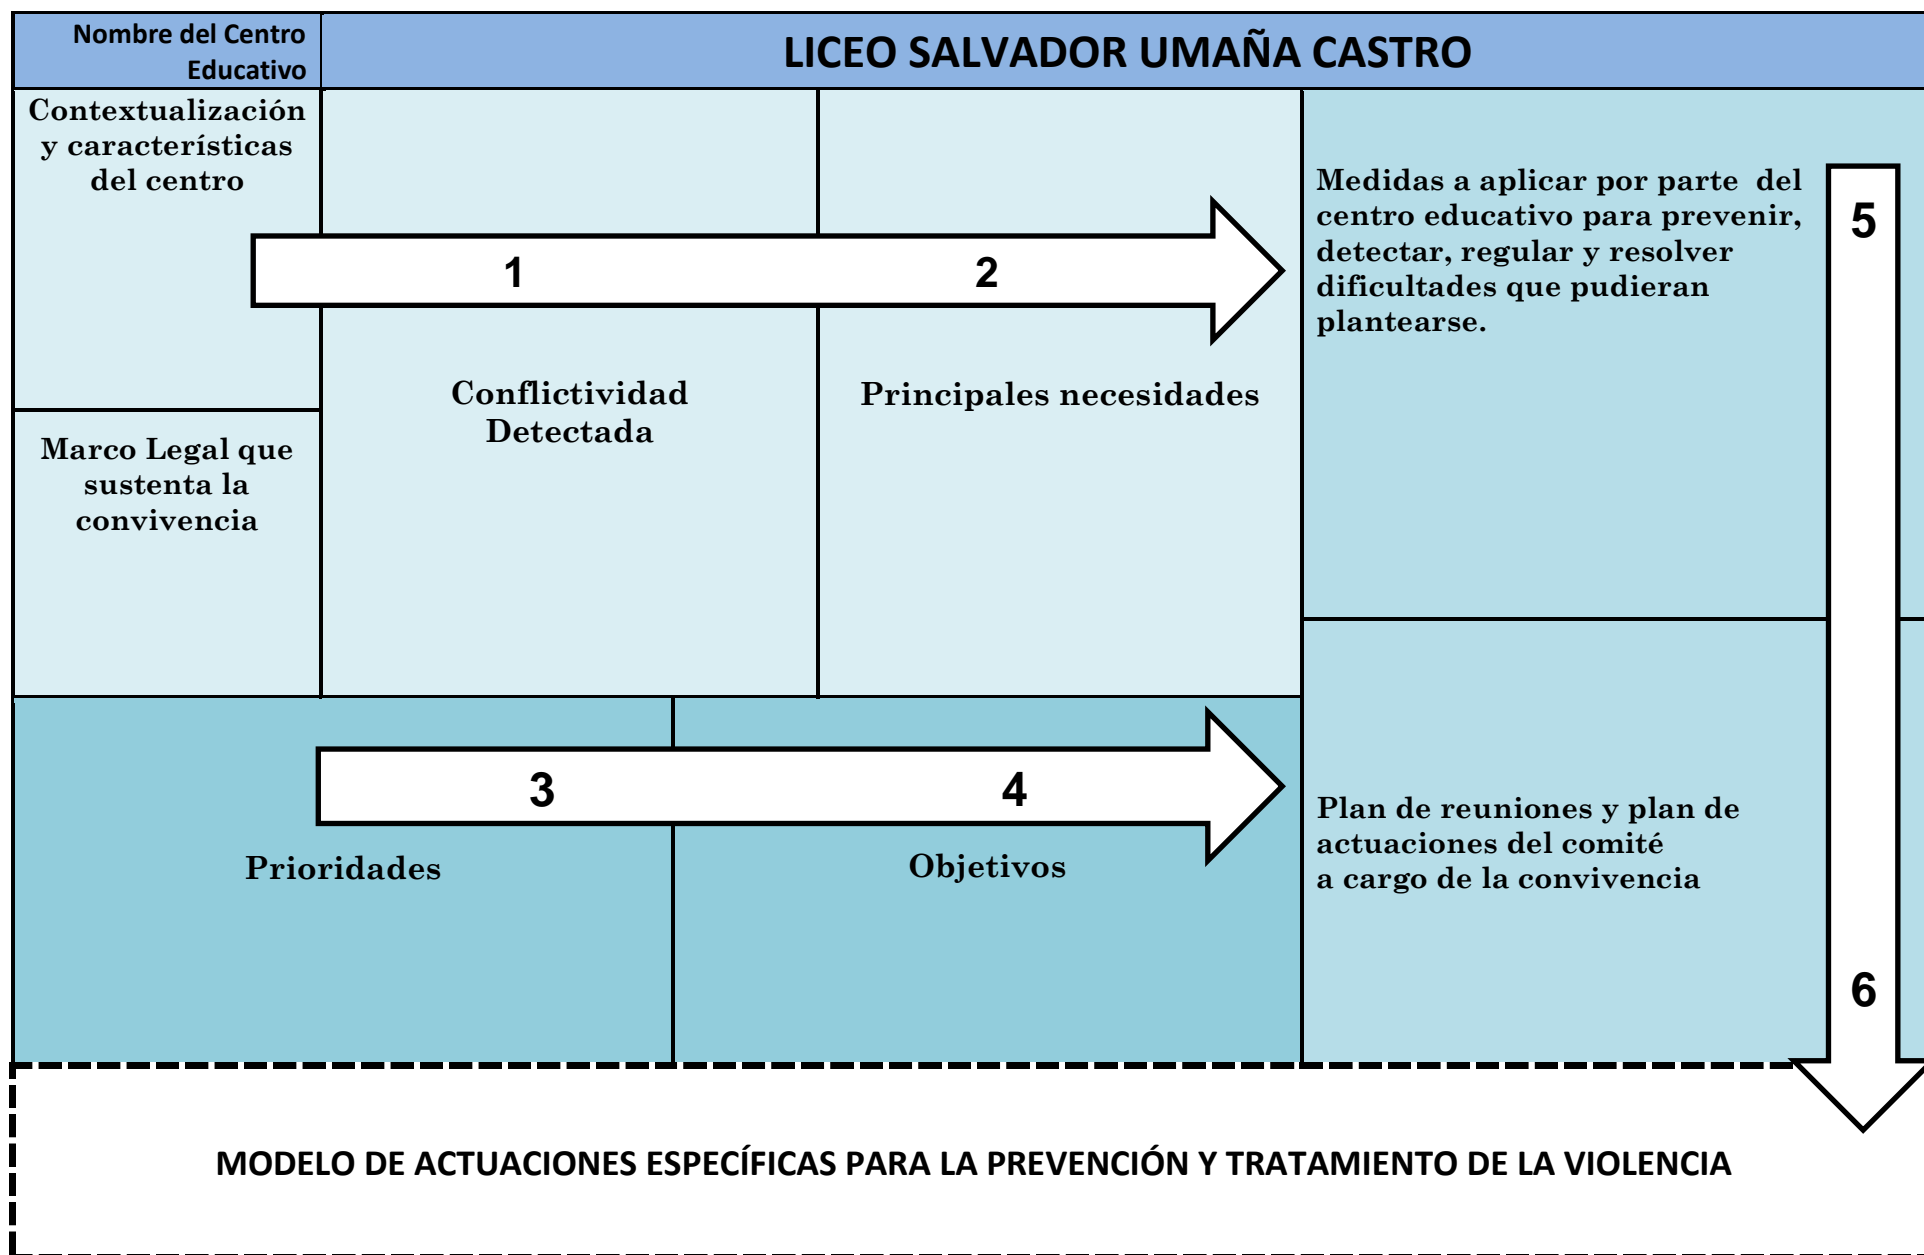 Nombre del Centro
Educativo
LICEO SALVADOR UMAÑA CASTRO
Contextualización
y características
del centro
1
2
Conflictividad
Detectada
Principales necesidades
Medidas a aplicar por parte del
centro educativo para prevenir,
detectar, regular y resolver
dificultades que pudieran
plantearse.
5
Marco Legal que
sustenta la
convivencia
3
4
Prioridades
Objetivos
Plan de reuniones y plan de
actuaciones del comité
a cargo de la convivencia
6
MODELO DE ACTUACIONES ESPECÍFICAS PARA LA PREVENCIÓN Y TRATAMIENTO DE LA VIOLENCIA